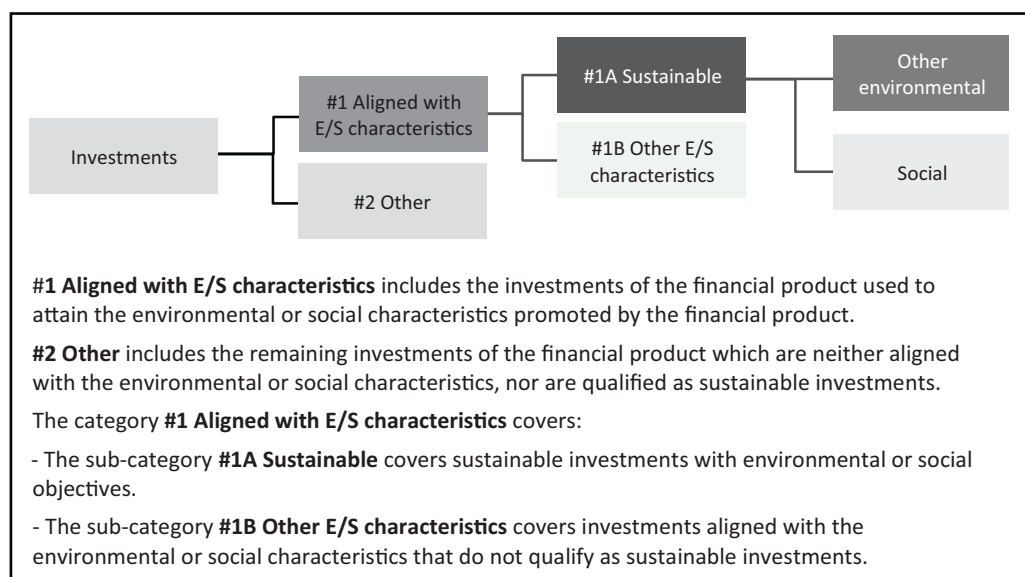 Investments
#1 Aligned with
E/S characteristics
#2 Other
#1A Sustainable
#1B Other E/S
characteristics
Other
environmental
Social
#1 Aligned with E/S characteristics includes the investments of the financial product used to
attain the environmental or social characteristics promoted by the financial product.
#2 Other includes the remaining investments of the financial product which are neither aligned
with the environmental or social characteristics, nor are qualified as sustainable investments.
The category #1 Aligned with E/S characteristics covers:
- The sub-category #1A Sustainable covers sustainable investments with environmental or social
objectives.
- The sub-category #1B Other E/S characteristics covers investments aligned with the
environmental or social characteristics that do not qualify as sustainable investments.